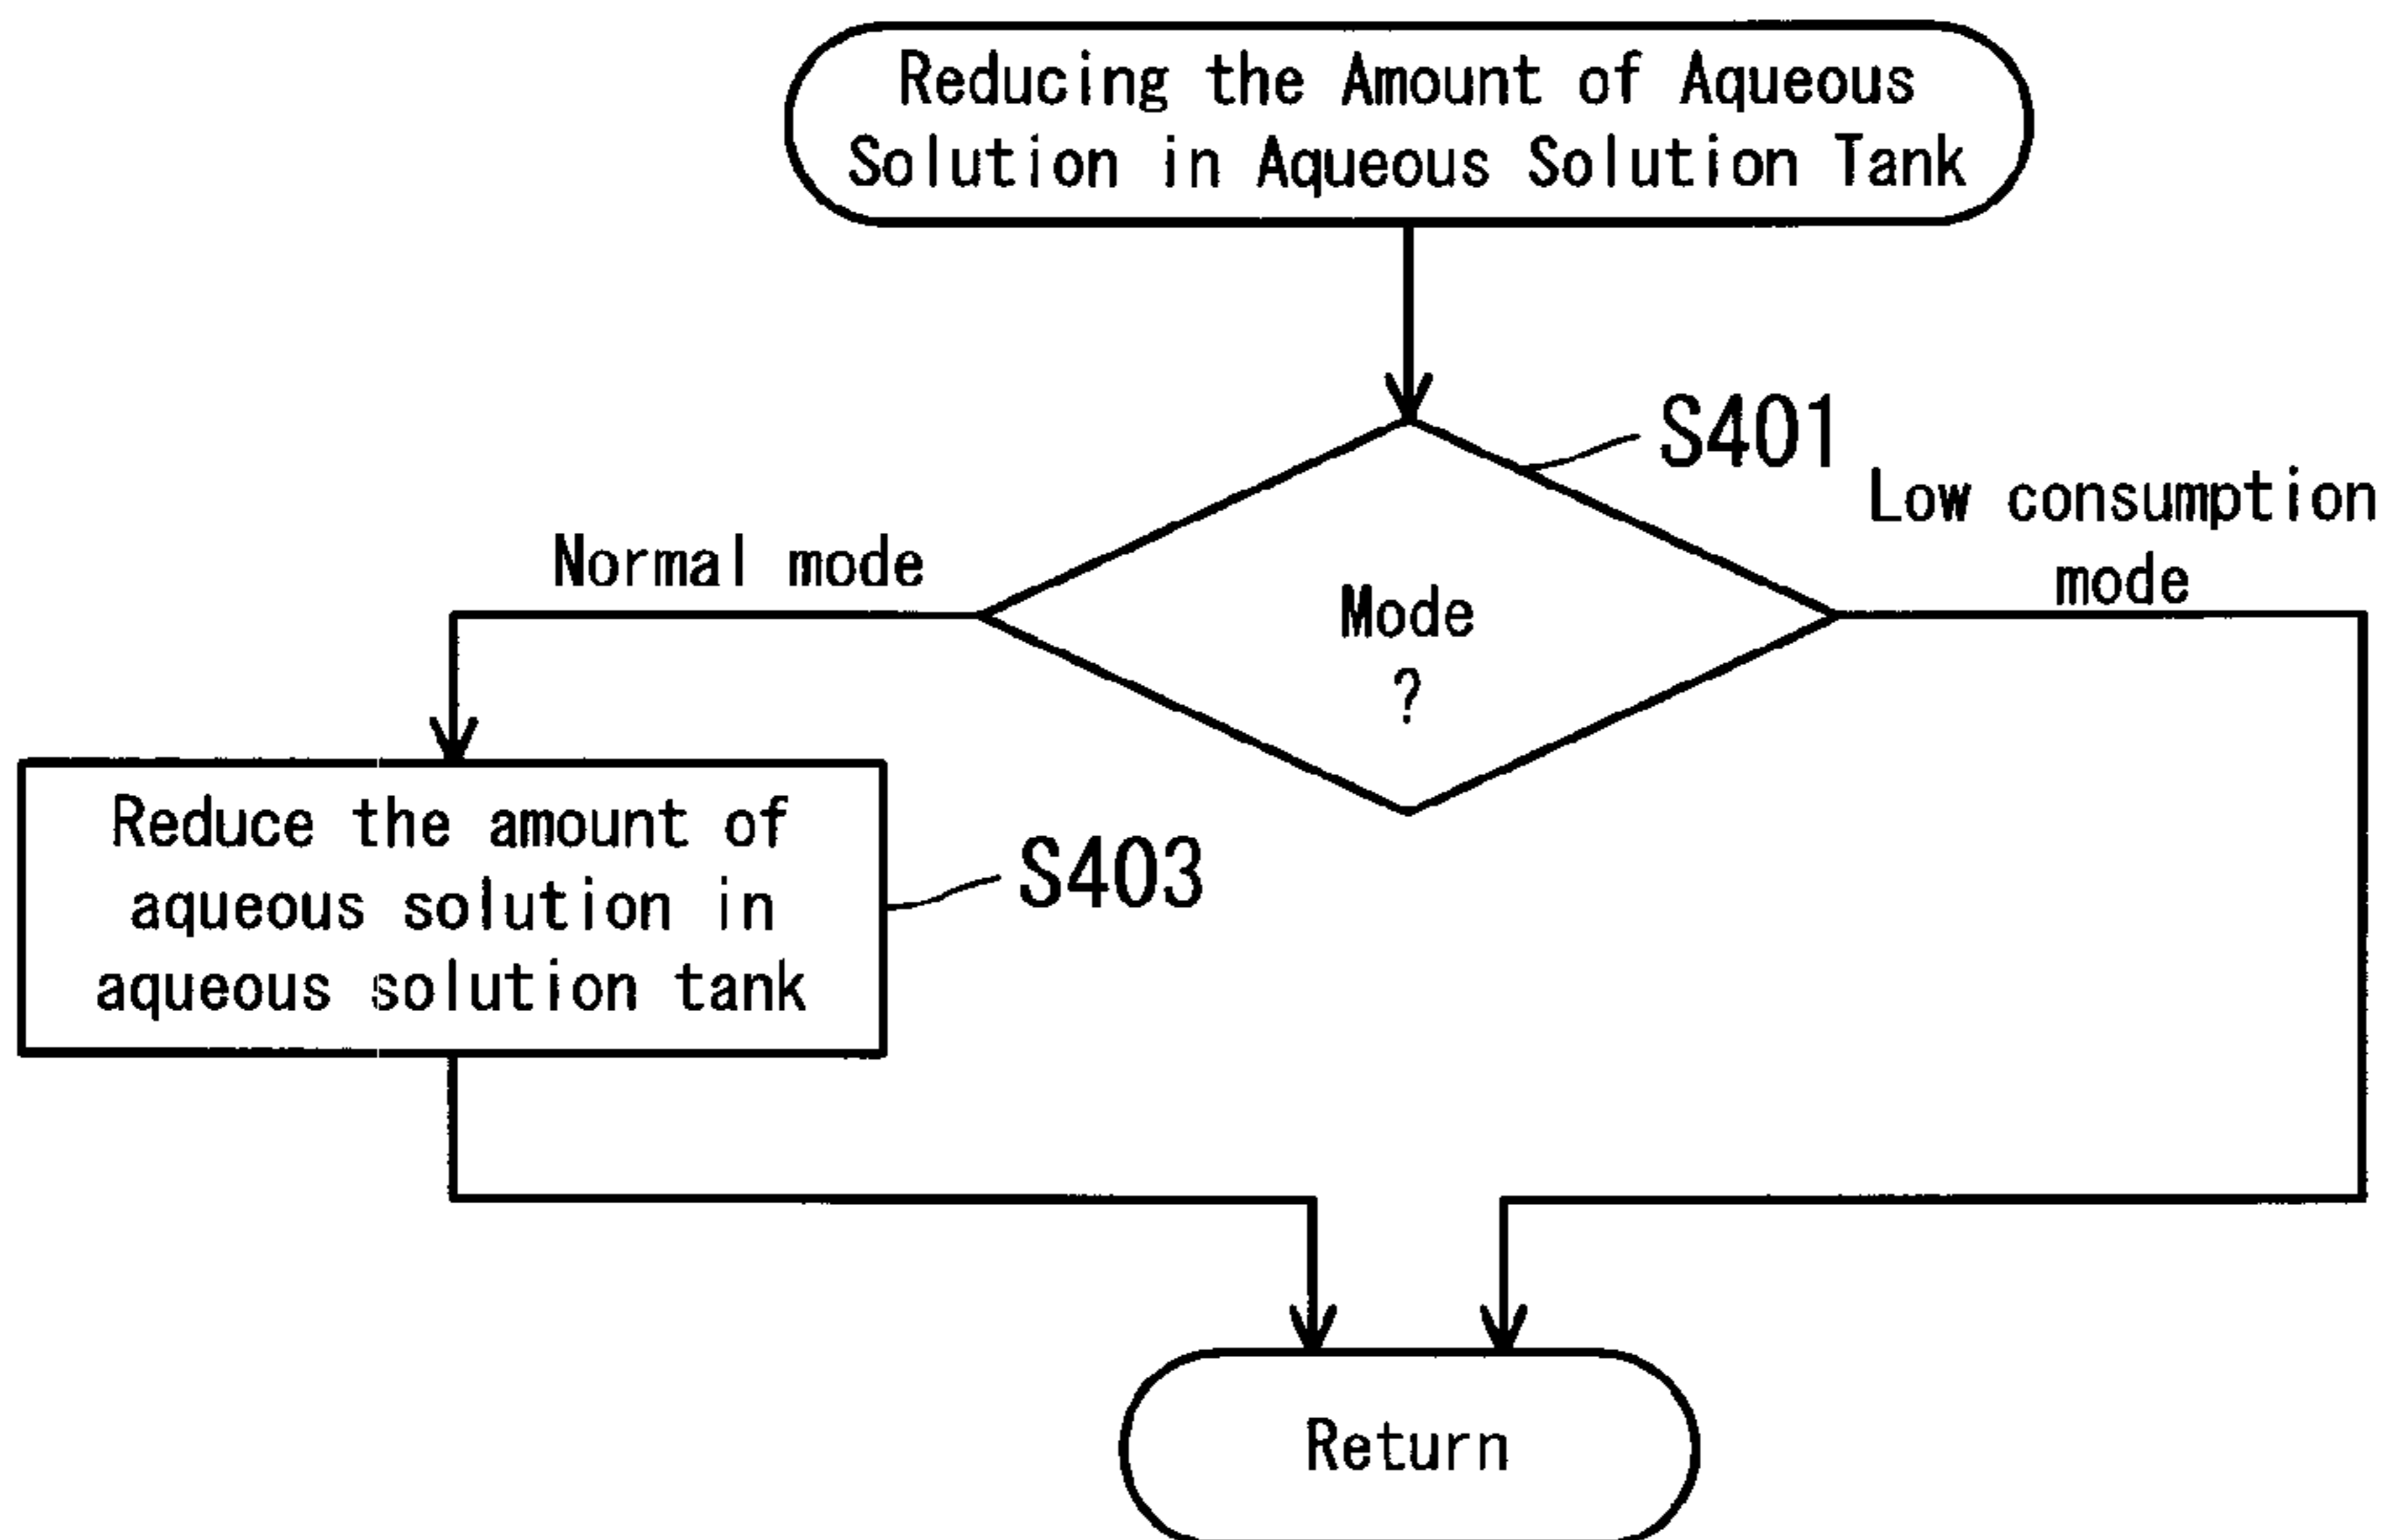 Reducing the Amount of Aqueous
Solution in Aqueous Solution Tank
S401
Low consumption
mode
Normal mode
Mode
?
Reduce the amount of
aqueous solution in
aqueous solution tank
S403
Return